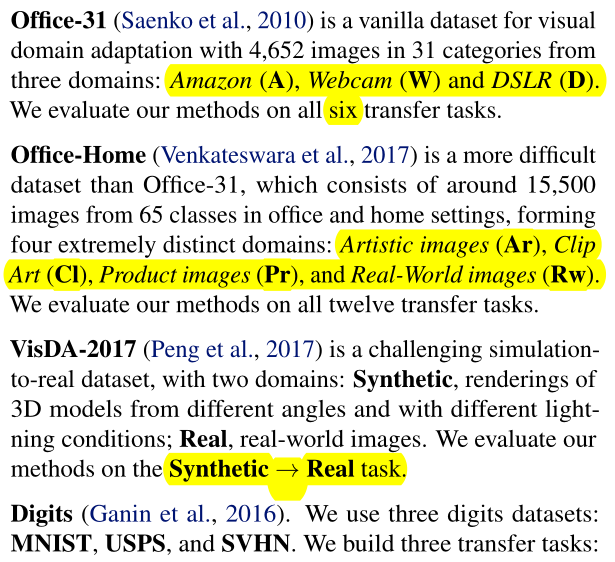 Office-31 (Saenko et al., 2010) is a vanilla dataset for visual
domain adaptation with 4,652 images in 31 categories from
three domains: Amazon (A), Webcam (W) and DSLR (D).
We evaluate our methods on all six transfer tasks.
Office-Home (Venkateswara et al., 2017) is a more difficult
dataset than Office-31, which consists of around 15,500
images from 65 classes in office and home settings, forming
four extremely distinct domains: Artistic images (Ar), Clip
Art (Cl), Product images (Pr), and Real-World images (Rw).
We evaluate our methods on all twelve transfer tasks.
VisDA-2017 (Peng et al., 2017) is a challenging simulation-
to-real dataset, with two domains: Synthetic, renderings of
3D models from different angles and with different light-
ning conditions; Real, real-world images. We evaluate our
methods on the Synthetic → Real task.
Digits (Ganin et al., 2016). We use three digits datasets:
MNIST, USPS, and SVHN. We build three transfer tasks: